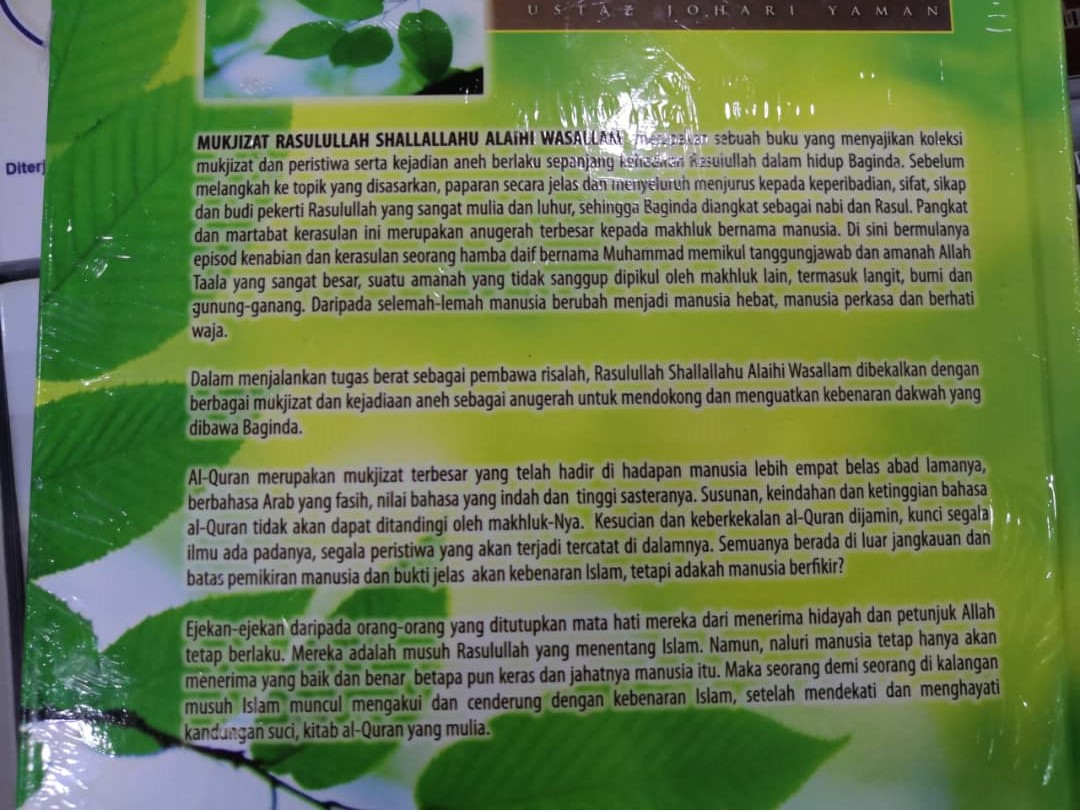 USTAZ JOHARI YAMAN
Diterj
MUKJIZAT RASULULLAH SHALLALLAHU ALAIHI WASALLAM merupakan sebuah buku yang menyajikan koleksi
mukjizat dan peristiwa serta kejadian aneh berlaku sepanjang kehadiran Rasulullah dalam hidup Baginda. Sebelum
melangkah ke topik yang disasarkan, paparan secara jelas dan menyeluruh menjurus kepada keperibadian, sifat, sikap
dan budi pekerti Rasulullah yang sangat mulia dan luhur, sehingga Baginda diangkat sebagai nabi dan Rasul. Pangkat
dan martabat kerasulan ini merupakan anugerah terbesar kepada makhluk bernama manusia. Di sini bermulanya
episod kenabian dan kerasulan seorang hamba daif bernama Muhammad memikul tanggungjawab dan amanah Allah
Taala yang sangat besar, suatu amanah yang tidak sanggup dipikul oleh makhluk lain, termasuk langit, bumi dan
gunung-ganang. Daripada selemah-lemah manusia berubah menjadi manusia hebat, manusia perkasa dan berhati
waja.
Dalam menjalankan tugas berat sebagai pembawa risalah, Rasulullah Shallallahu Alaihi Wasallam dibekalkan dengan
berbagai mukjizat dan kejadiaan aneh sebagai anugerah untuk mendokong dan menguatkan kebenaran dakwah yang
dibawa Baginda.
Al-Quran merupakan mukjizat terbesar yang telah hadir di hadapan manusia lebih empat belas abad lamanya,
berbahasa Arab yang fasih, nilai bahasa yang indah dan tinggi sasteranya. Susunan, keindahan dan ketinggian bahasa
al-Quran tidak akan dapat ditandingi oleh makhluk-Nya. Kesucian dan keberkekalan al-Quran dijamin, kunci segala
ilmu ada padanya, segala peristiwa yang akan terjadi tercatat di dalamnya. Semuanya berada di luar jangkauan dan
batas pemikiran manusia dan bukti jelas akan kebenaran Islam, tetapi adakah manusia berfikir?
Ejekan-ejekan daripada orang-orang yang ditutupkan mata hati mereka dari menerima hidayah dan petunjuk Allah
tetap berlaku. Mereka adalah musuh Rasulullah yang menentang Islam. Namun, naluri manusia tetap hanya akan
menerima yang baik dan benar betapa pun keras dan jahatnya manusia itu. Maka seorang demi seorang di kalangan
musuh Islam muncul mengakui dan cenderung dengan kebenaran Islam, setelah mendekati dan menghayati
kandungan suci, kitab al-Quran yang mulia.